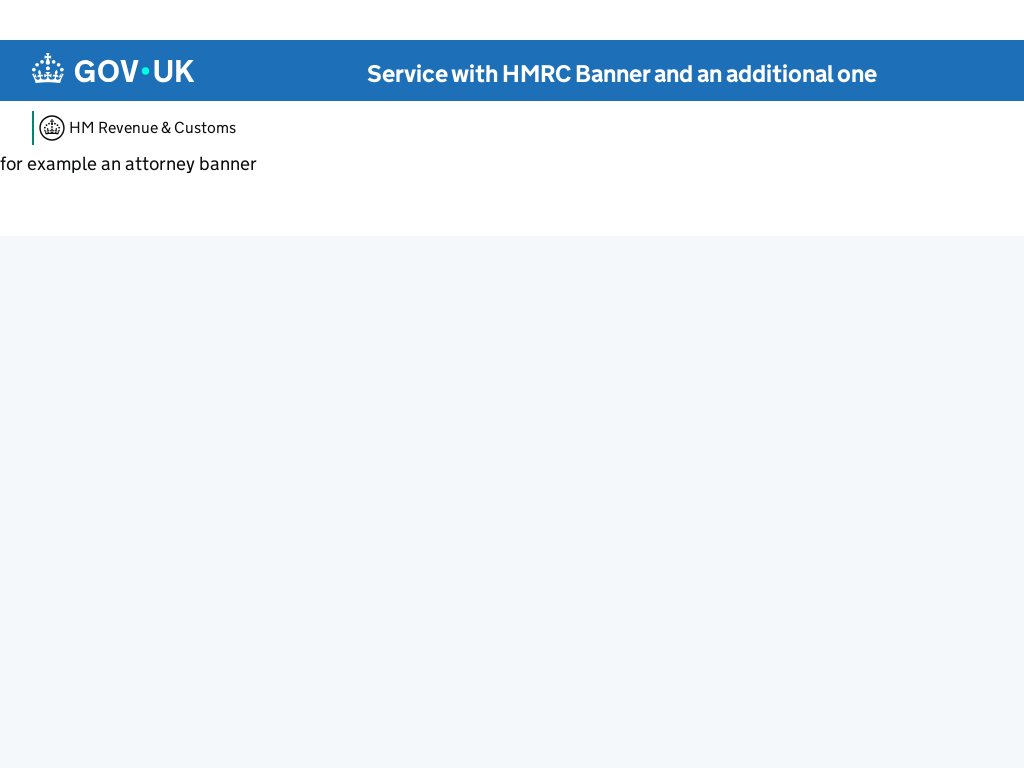 GOV·UK
Service with HMRC Banner and an additional one
HM Revenue & Customs
for example an attorney banner